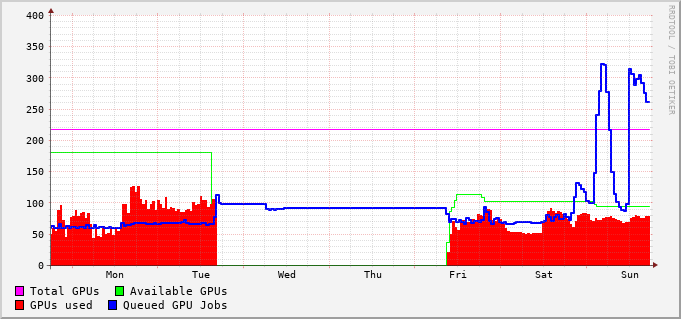 400
350
300
250
200
150
100
50
0
Mon Tue Wed Thu Fri Sat Sun
Total GPUs Available GPUs
GPUs used Queued GPU Jobs
RRDTOOL / TOBI OETIKER